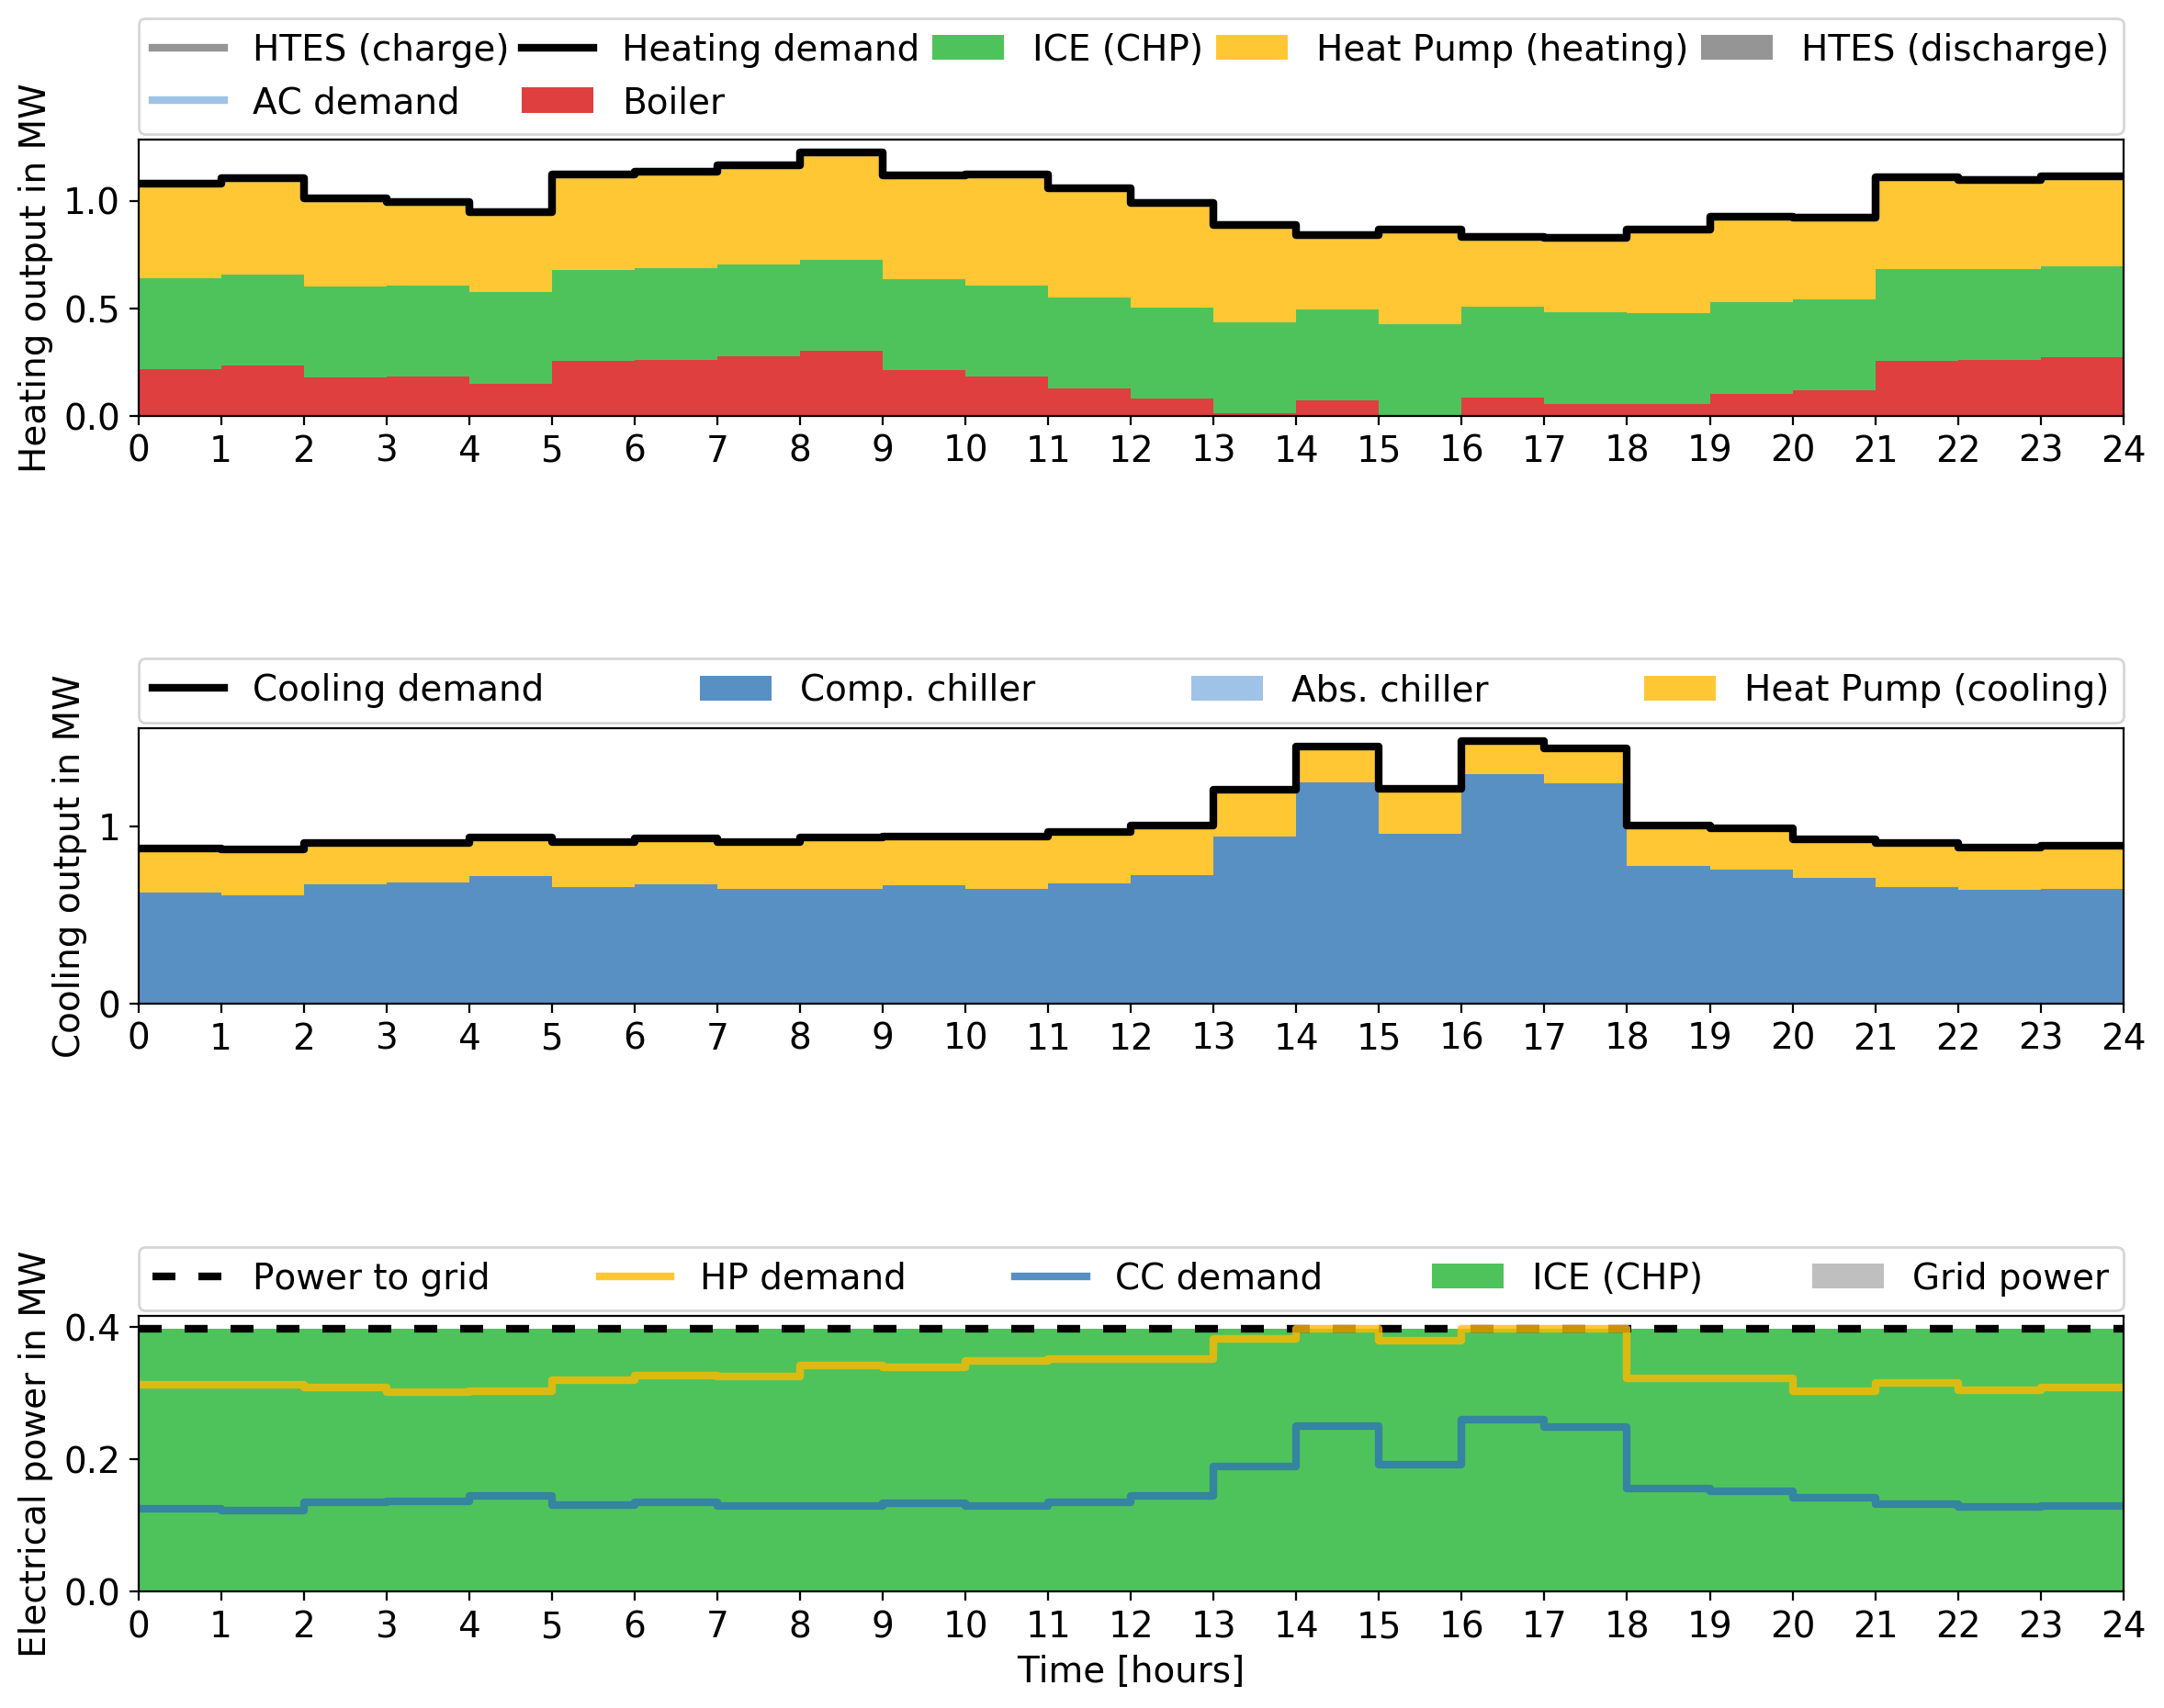 HTES (charge) Heating demand ICE (CHP) Heat Pump (heating) HTES (discharge)
AC demand Boiler
Heating output in MW
1.0
0.5
0.0
0 1 2 3 4 5 6 7 8 9 10 11 12 13 14 15 16 17 18 19 20 21 22 23 24
Cooling demand Comp. chiller Abs. chiller Heat Pump (cooling)
Cooling output in MW
1
0
0 1 2 3 4 5 6 7 8 9 10 11 12 13 14 15 16 17 18 19 20 21 22 23 24
Power to grid HP demand CC demand ICE (CHP) Grid power
Electrical power in MW
0.4
0.2
0.0
0 1 2 3 4 5 6 7 8 9 10 11 12 13 14 15 16 17 18 19 20 21 22 23 24
Time [hours]